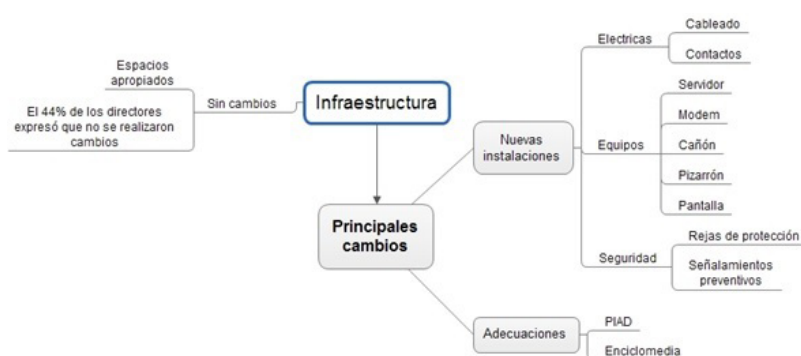 Infraestructura
Sin cambios
Espacios
apropiados
El 44% de los directores
expresó que no se realizaron
cambios
Principales
cambios
Nuevas
instalaciones
Electricas
Cableado
Contactos
Equipos
Servidor
Modem
Cañón
Pizarrón
Pantalla
Seguridad
Rejas de protección
Señalamientos
preventivos
Adecuaciones
PIAD
Enciclomedia